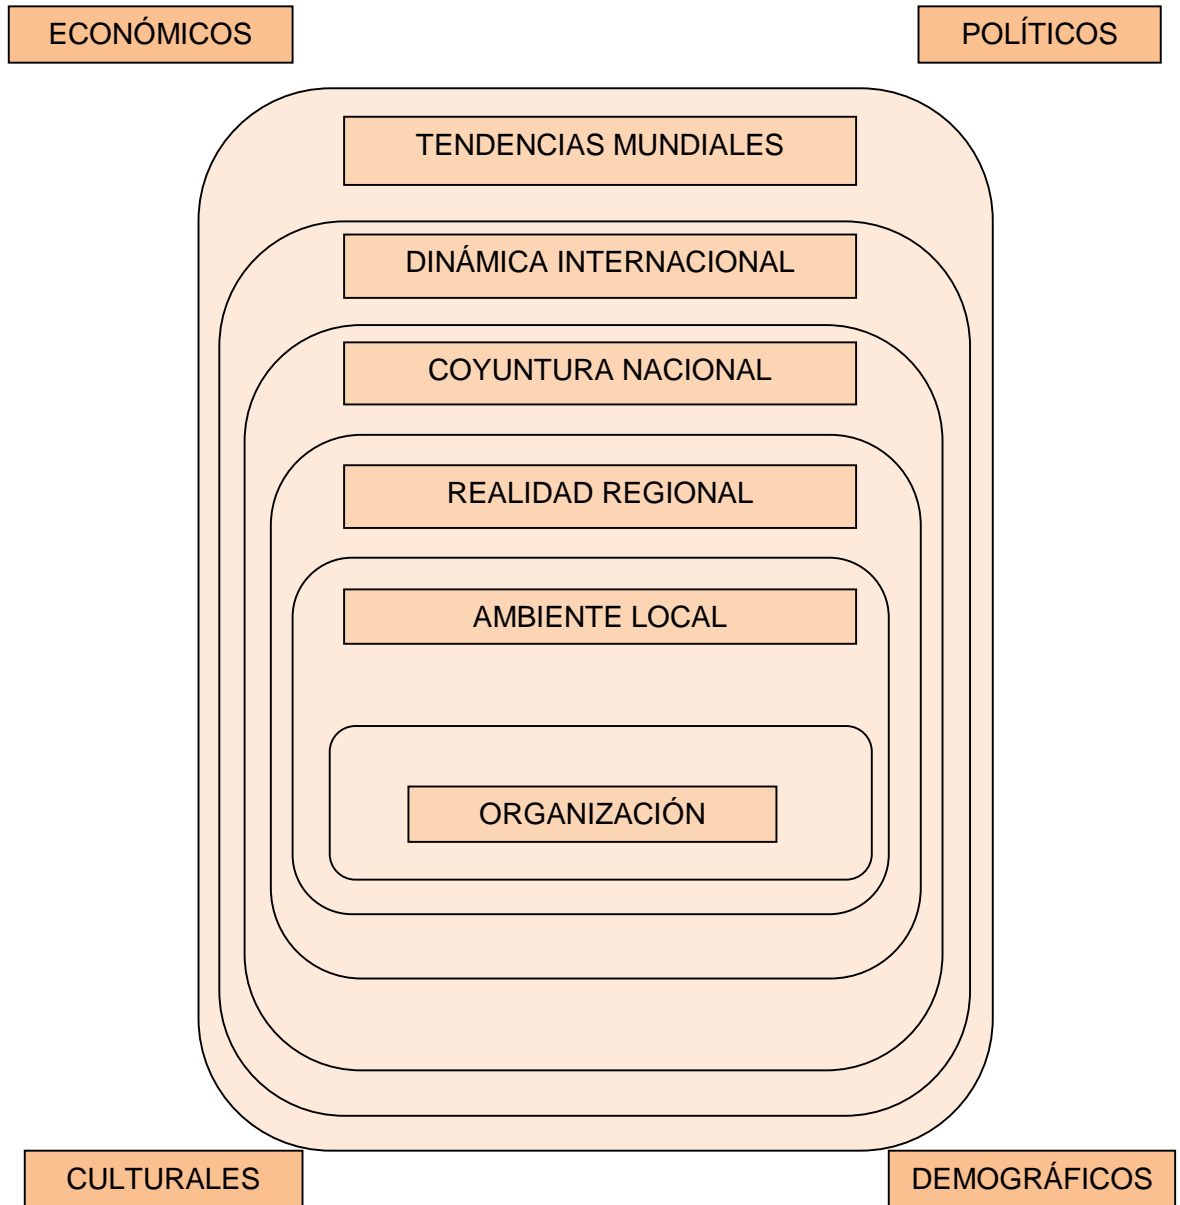 ECONÓMICOS
POLÍTICOS
TENDENCIAS MUNDIALES
DINÁMICA INTERNACIONAL
COYUNTURA NACIONAL
REALIDAD REGIONAL
AMBIENTE LOCAL
ORGANIZACIÓN
CULTURALES
DEMOGRÁFICOS